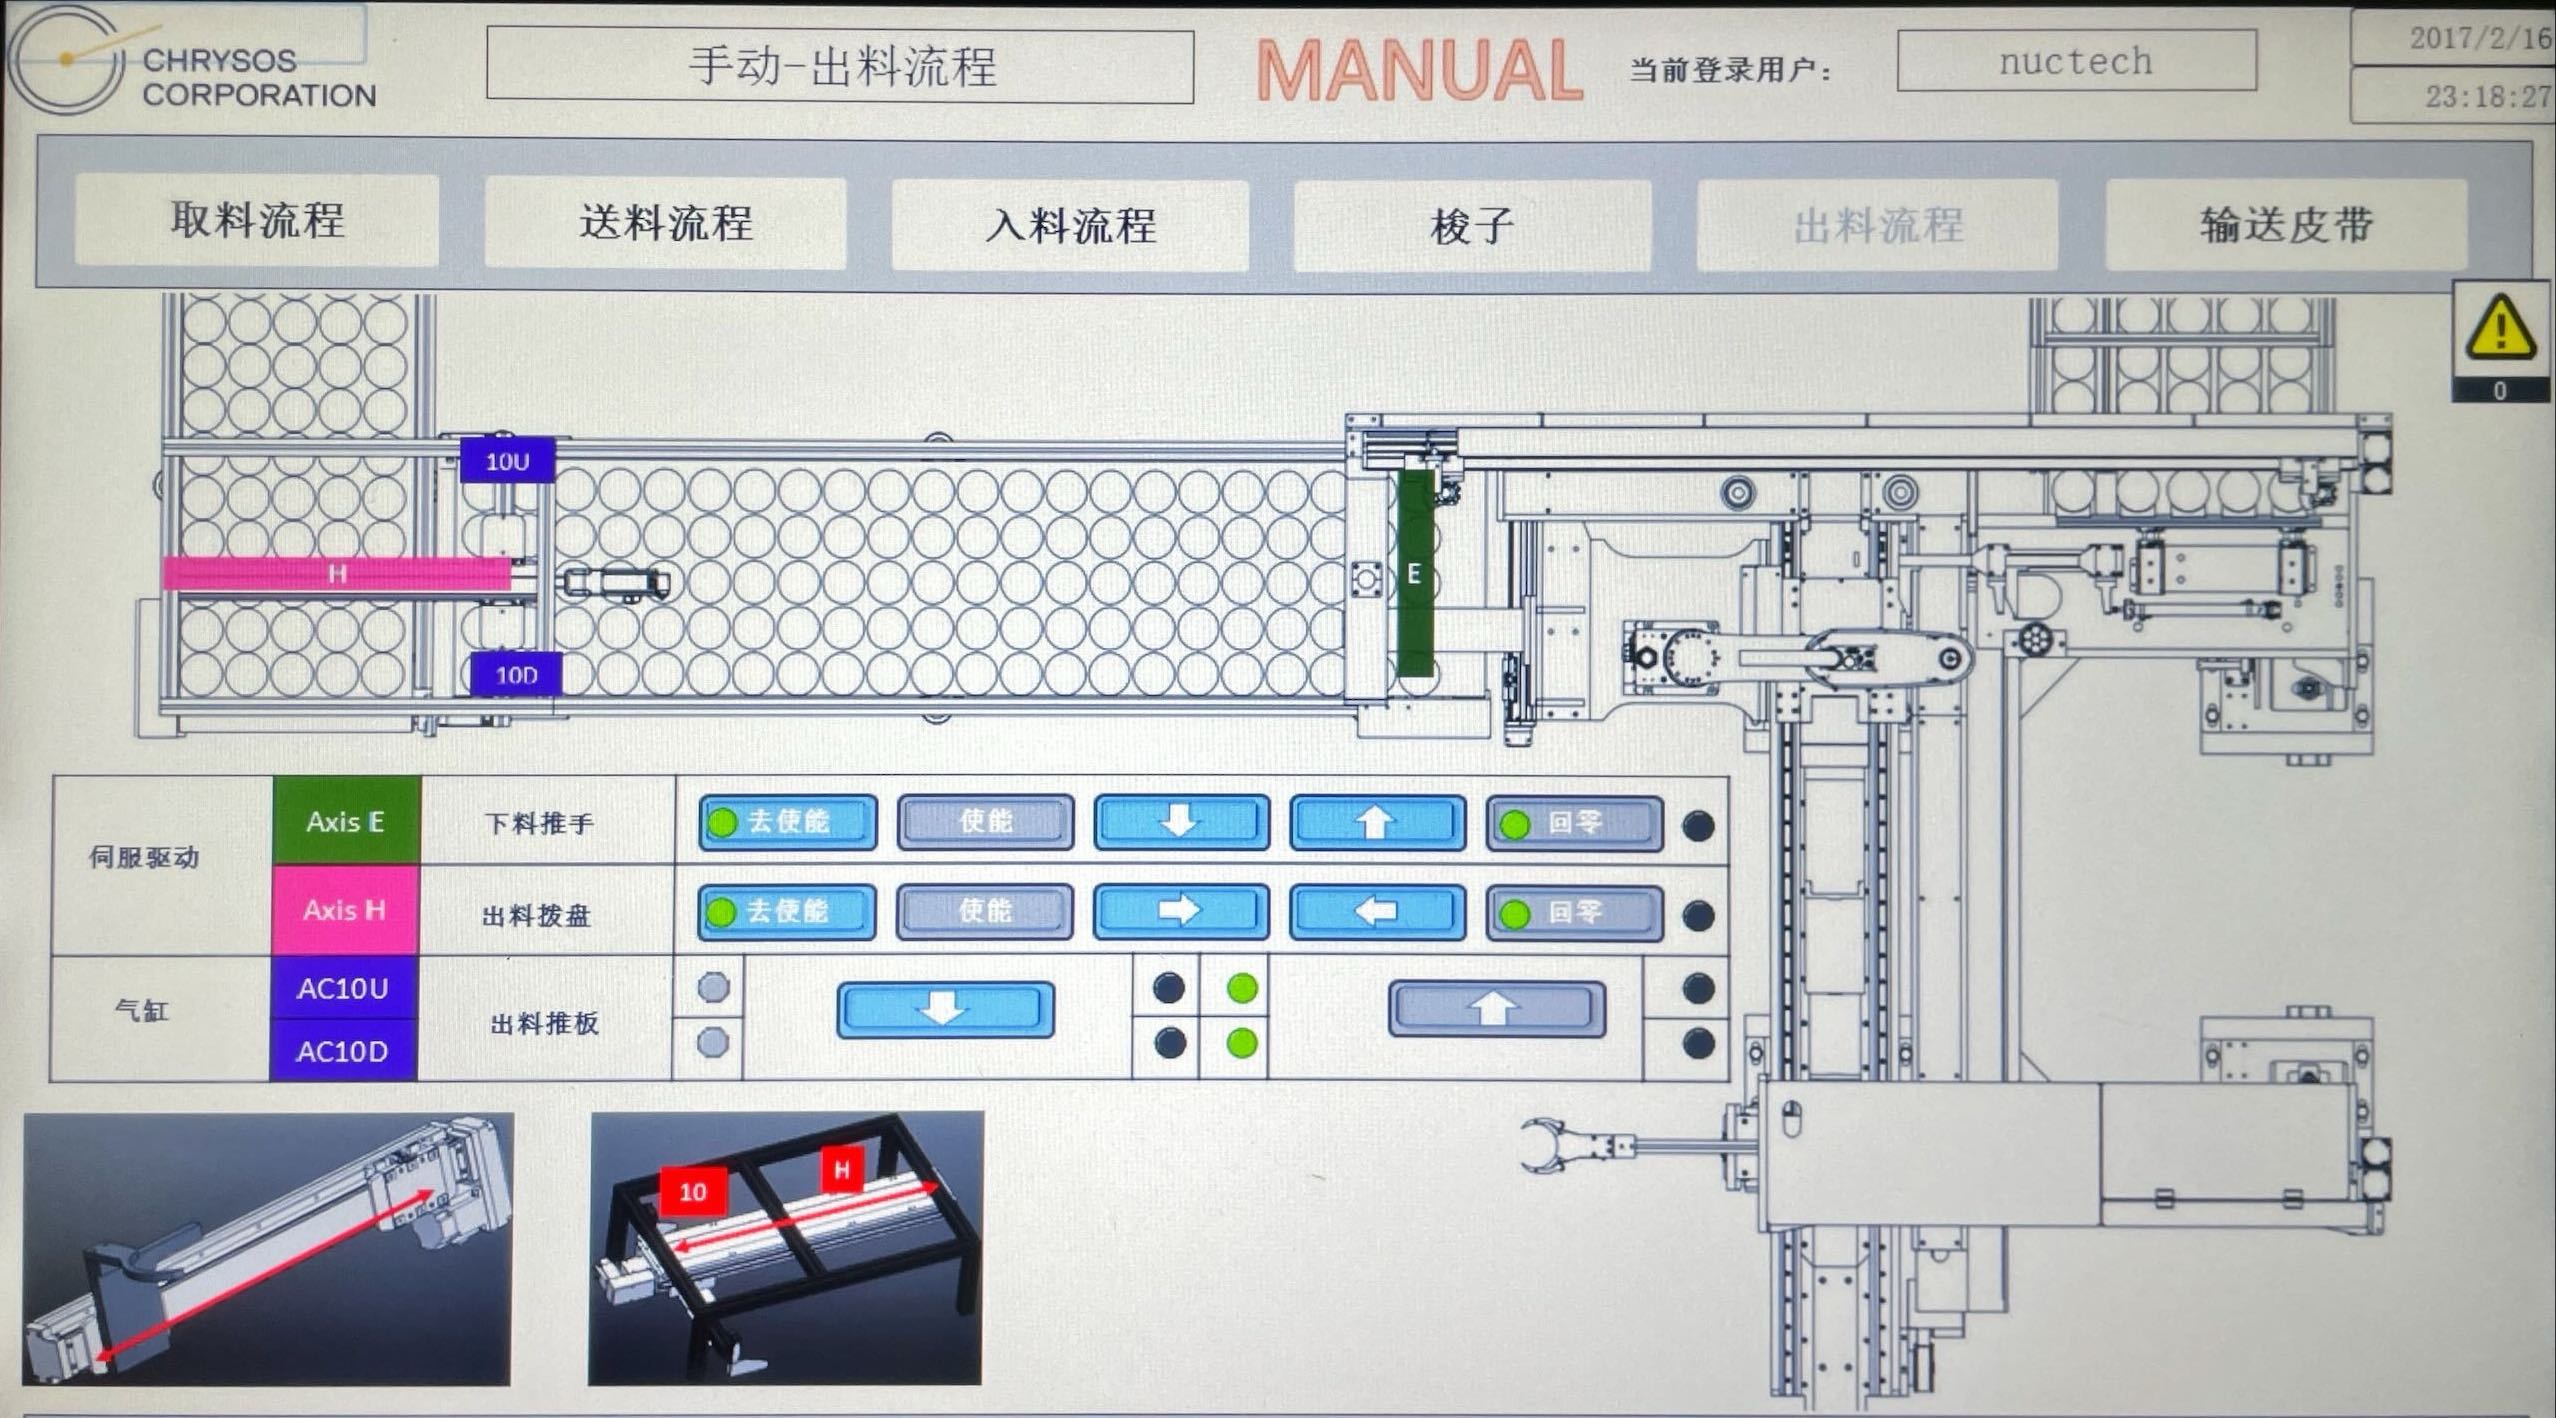 CHRYSOS
CORPORATION
手动-出料流程
MANUAL
当前登录用户：
nuctech
2017/2/16
23:18:27
取料流程
送料流程
入料流程
梭子
出料流程
输送皮带
0
10U
H
E
10D
伺服驱动
Axis E
下料推手
去使能
使能
回零
Axis H
出料拨盘
去使能
使能
回零
气缸
AC10U
AC10D
出料推板
10
H